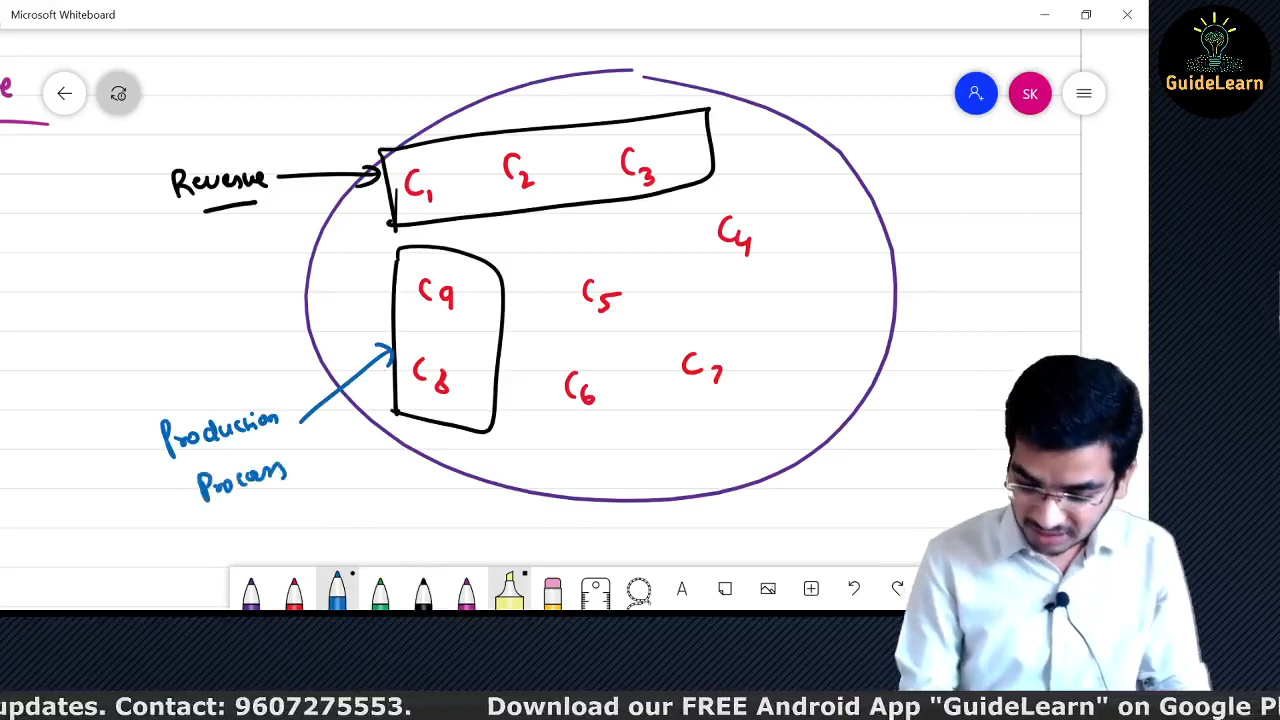 Microsoft Whiteboard
GuideLearn
e
SK
Revenue
C1 C2 C3
C4
C9 C5
C8 C6 C7
Production
Process
A
updates. Contact: 9607275553. Download our FREE Android App "GuideLearn" on Google Pl